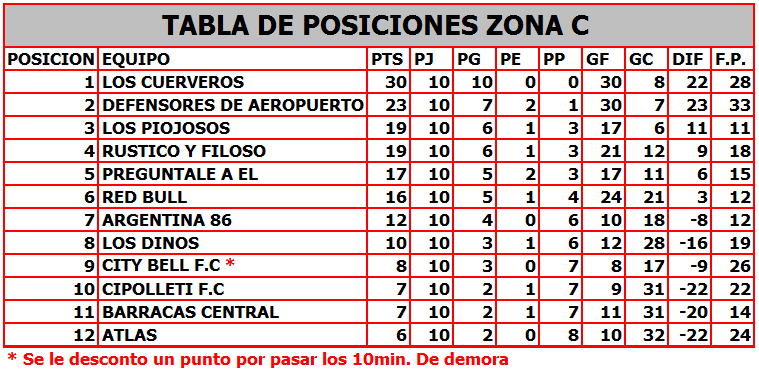 TABLA DE POSICIONES ZONA C
POSICION EQUIPO PTS PJ PG PE PP GF GC DIF F.P.
1 LOS CUERVEROS 30 10 10 0 0 30 8 22 28
2 DEFENSORES DE AEROPUERTO 23 10 7 2 1 30 7 23 33
3 LOS PIOJOSOS 19 10 6 1 3 17 6 11 11
4 RUSTICO Y FILOSO 19 10 6 1 3 21 12 9 18
5 PREGUNTALE A EL 17 10 5 2 3 17 11 6 15
6 RED BULL 16 10 5 1 4 24 21 3 12
7 ARGENTINA 86 12 10 4 0 6 10 18 -8 12
8 LOS DINOS 10 10 3 1 6 12 28 -16 19
9 CITY BELL F.C * 8 10 3 0 7 8 17 -9 26
10 CIPOLLETI F.C 7 10 2 1 7 9 31 -22 22
11 BARRACAS CENTRAL 7 10 2 1 7 11 31 -20 14
12 ATLAS 6 10 2 0 8 10 32 -22 24
* Se le desconto un punto por pasar los 10min. De demora